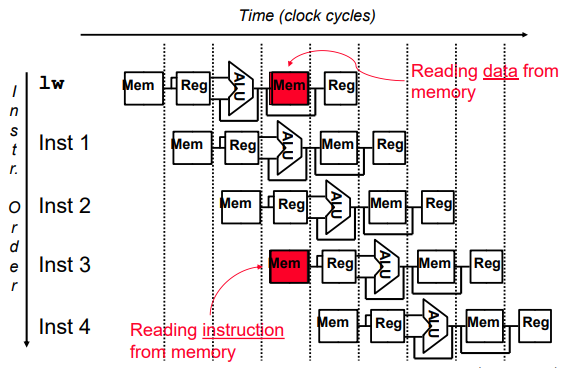 Time (clock cycles)
Instr. Order
lw
Mem Reg ALU Mem Reg
Reading data from
memory
Inst 1
Mem Reg ALU Mem Reg
Inst 2
Mem Reg ALU Mem Reg
Inst 3
Mem Reg ALU Mem Reg
Inst 4
Mem Reg ALU Mem Reg
Reading instruction
from memory